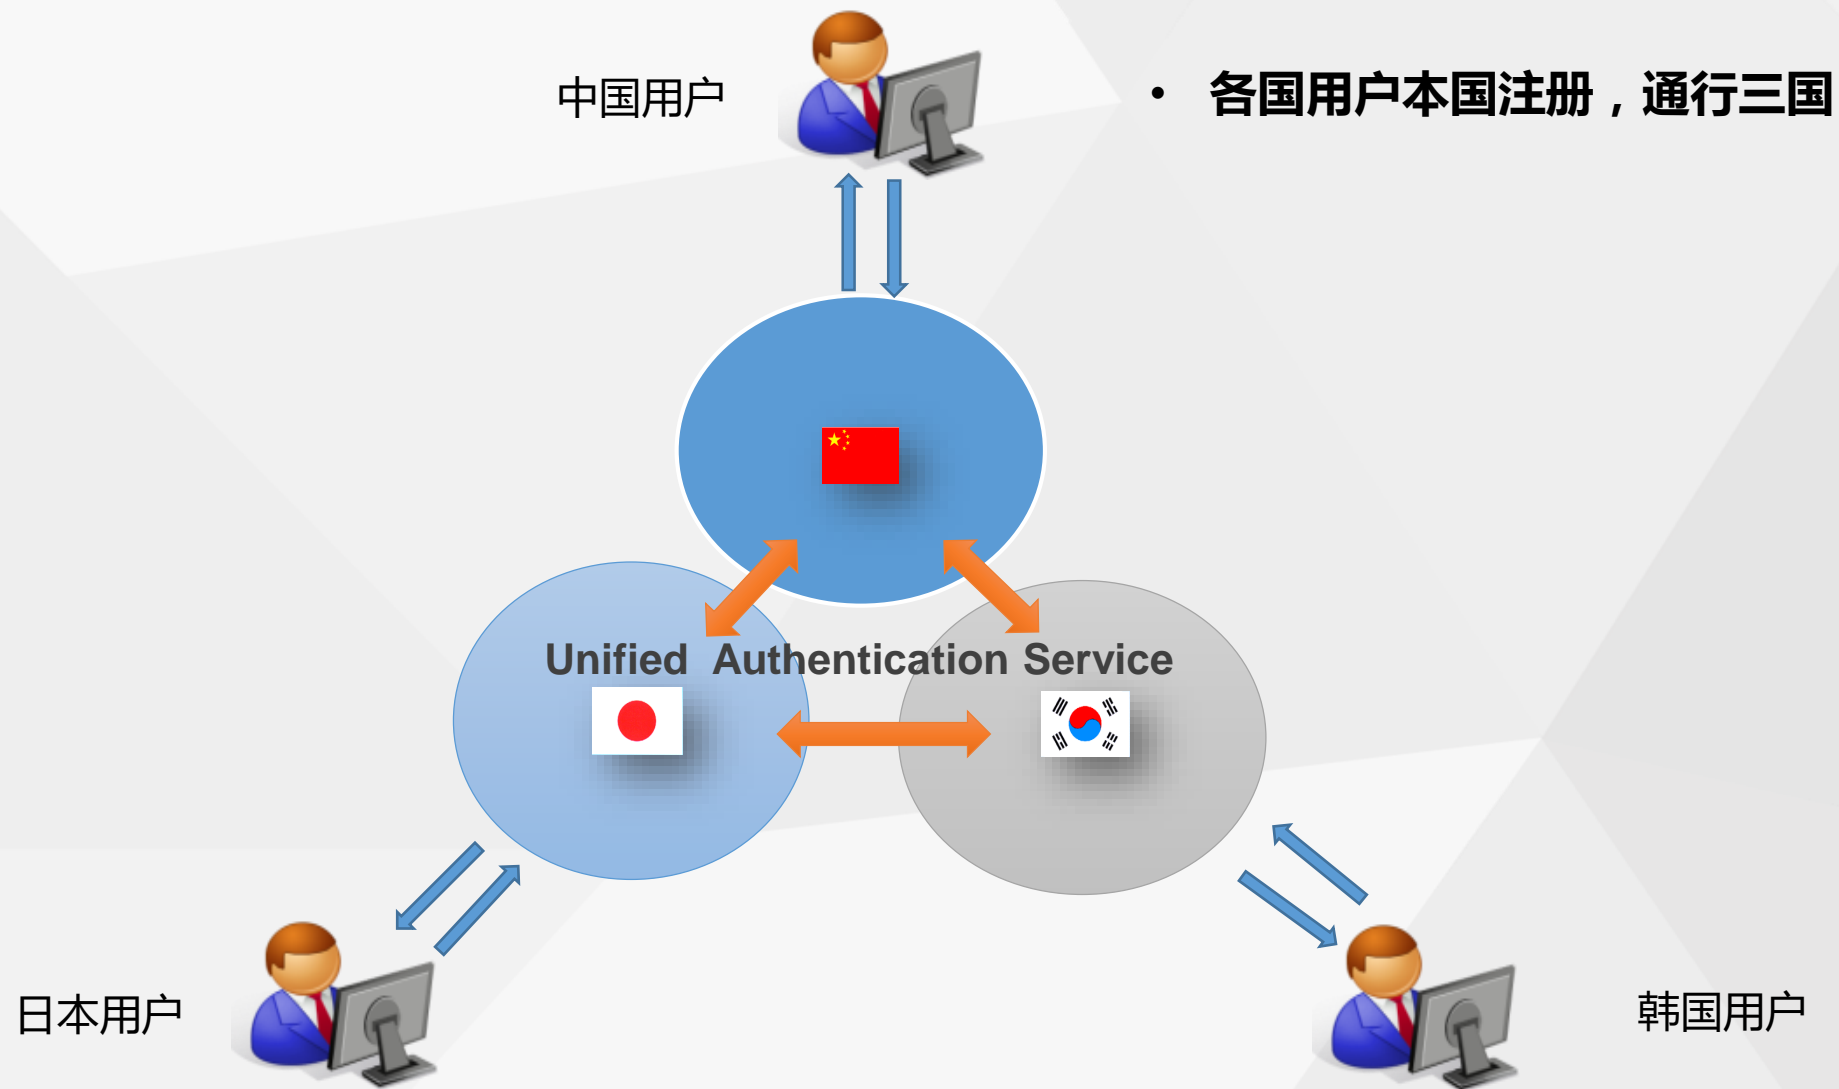 中国用户
• 各国用户本国注册，通行三国
Unified Authentication Service
日本用户
韩国用户